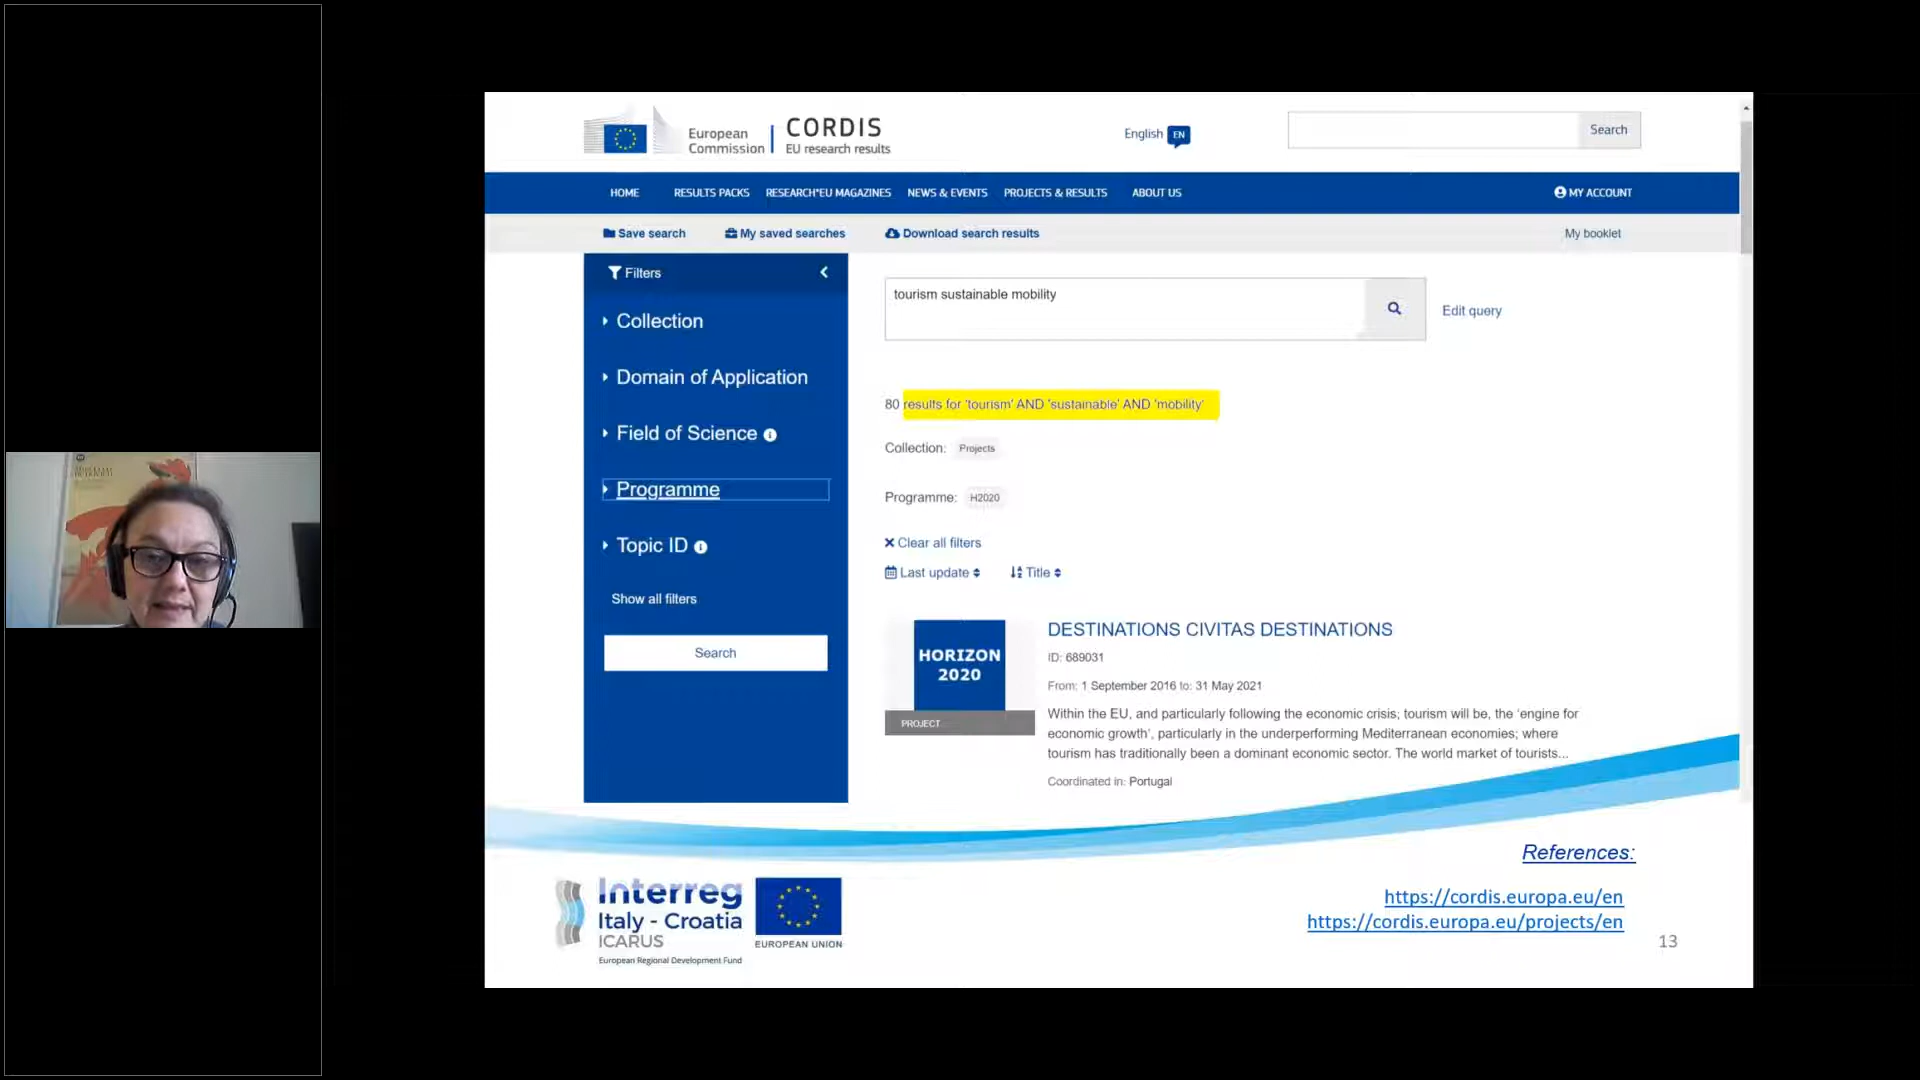 European
Commission
CORDIS
EU research results
English EN
Search
HOME RESULTS PACKS RESEARCH*EU MAGAZINES NEWS & EVENTS PROJECTS & RESULTS ABOUT US MY ACCOUNT
Save search My saved searches Download search results My booklet
Filters
Collection
Domain of Application
Field of Science
Programme
Topic ID
Show all filters
Search
tourism sustainable mobility
Edit query
80 results for 'tourism' AND 'sustainable' AND 'mobility'
Collection: Projects
Programme: H2020
Clear all filters
Last update Title
HORIZON
2020
PROJECT
DESTINATIONS CIVITAS DESTINATIONS
ID: 689031
From: 1 September 2016 to: 31 May 2021
Within the EU, and particularly following the economic crisis; tourism will be, the ‘engine for
economic growth’, particularly in the underperforming Mediterranean economies; where
tourism has traditionally been a dominant economic sector. The world market of tourists...
Coordinated in: Portugal
References:
https://cordis.europa.eu/en
https://cordis.europa.eu/projects/en
13
Interreg
Italy - Croatia
ICARUS
European Regional Development Fund
EUROPEAN UNION